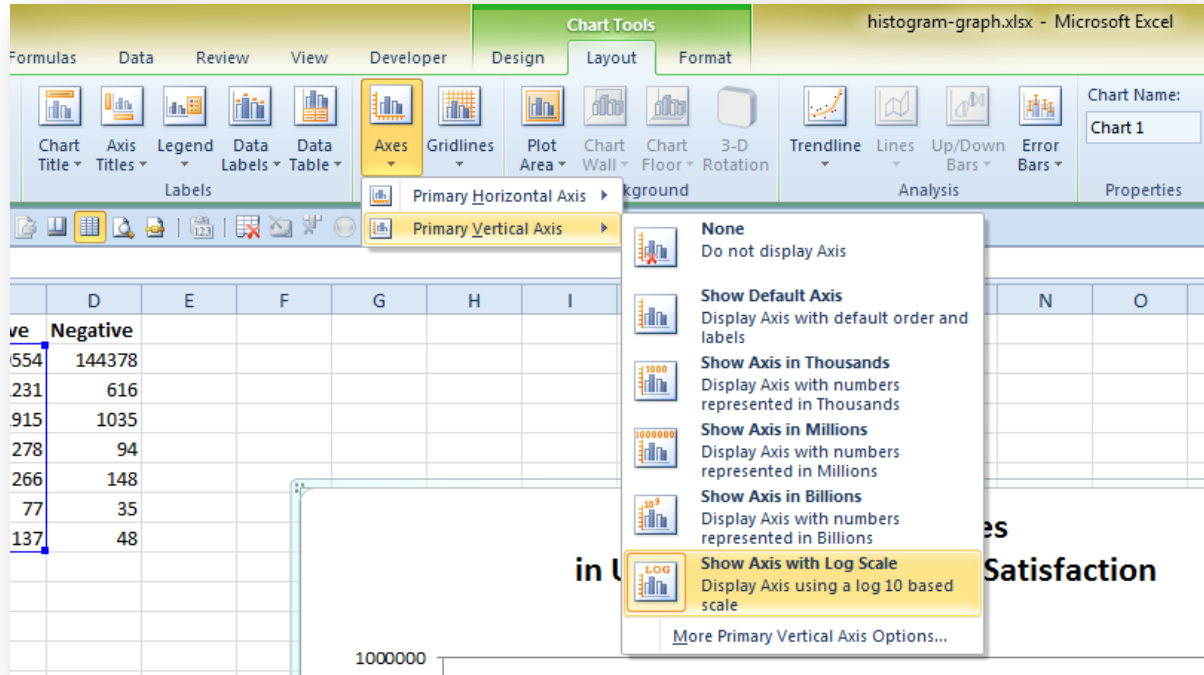 Chart Tools
histogram-graph.xlsx - Microsoft Excel
Formulas Data Review View Developer Design Layout Format
Chart Title
Axis Titles
Legend
Data Labels
Data Table
Axes
Gridlines
Plot Area
Chart Wall
Chart Floor
3-D Rotation
Trendline
Lines
Up/Down Bars
Error Bars
Chart Name:
Chart 1
Labels
kground
Analysis
Properties
Primary Horizontal Axis
Primary Vertical Axis
123
None
Do not display Axis
Show Default Axis
Display Axis with default order and
labels
1000
Show Axis in Thousands
Display Axis with numbers
represented in Thousands
1000000
Show Axis in Millions
Display Axis with numbers
represented in Millions
10⁹
Show Axis in Billions
Display Axis with numbers
represented in Billions
LOG
Show Axis with Log Scale
Display Axis using a log 10 based
scale
More Primary Vertical Axis Options...
D E F G H I N O
ve Negative
554 144378
231 616
915 1035
278 94
266 148
77 35
137 48
es
in U Satisfaction
1000000